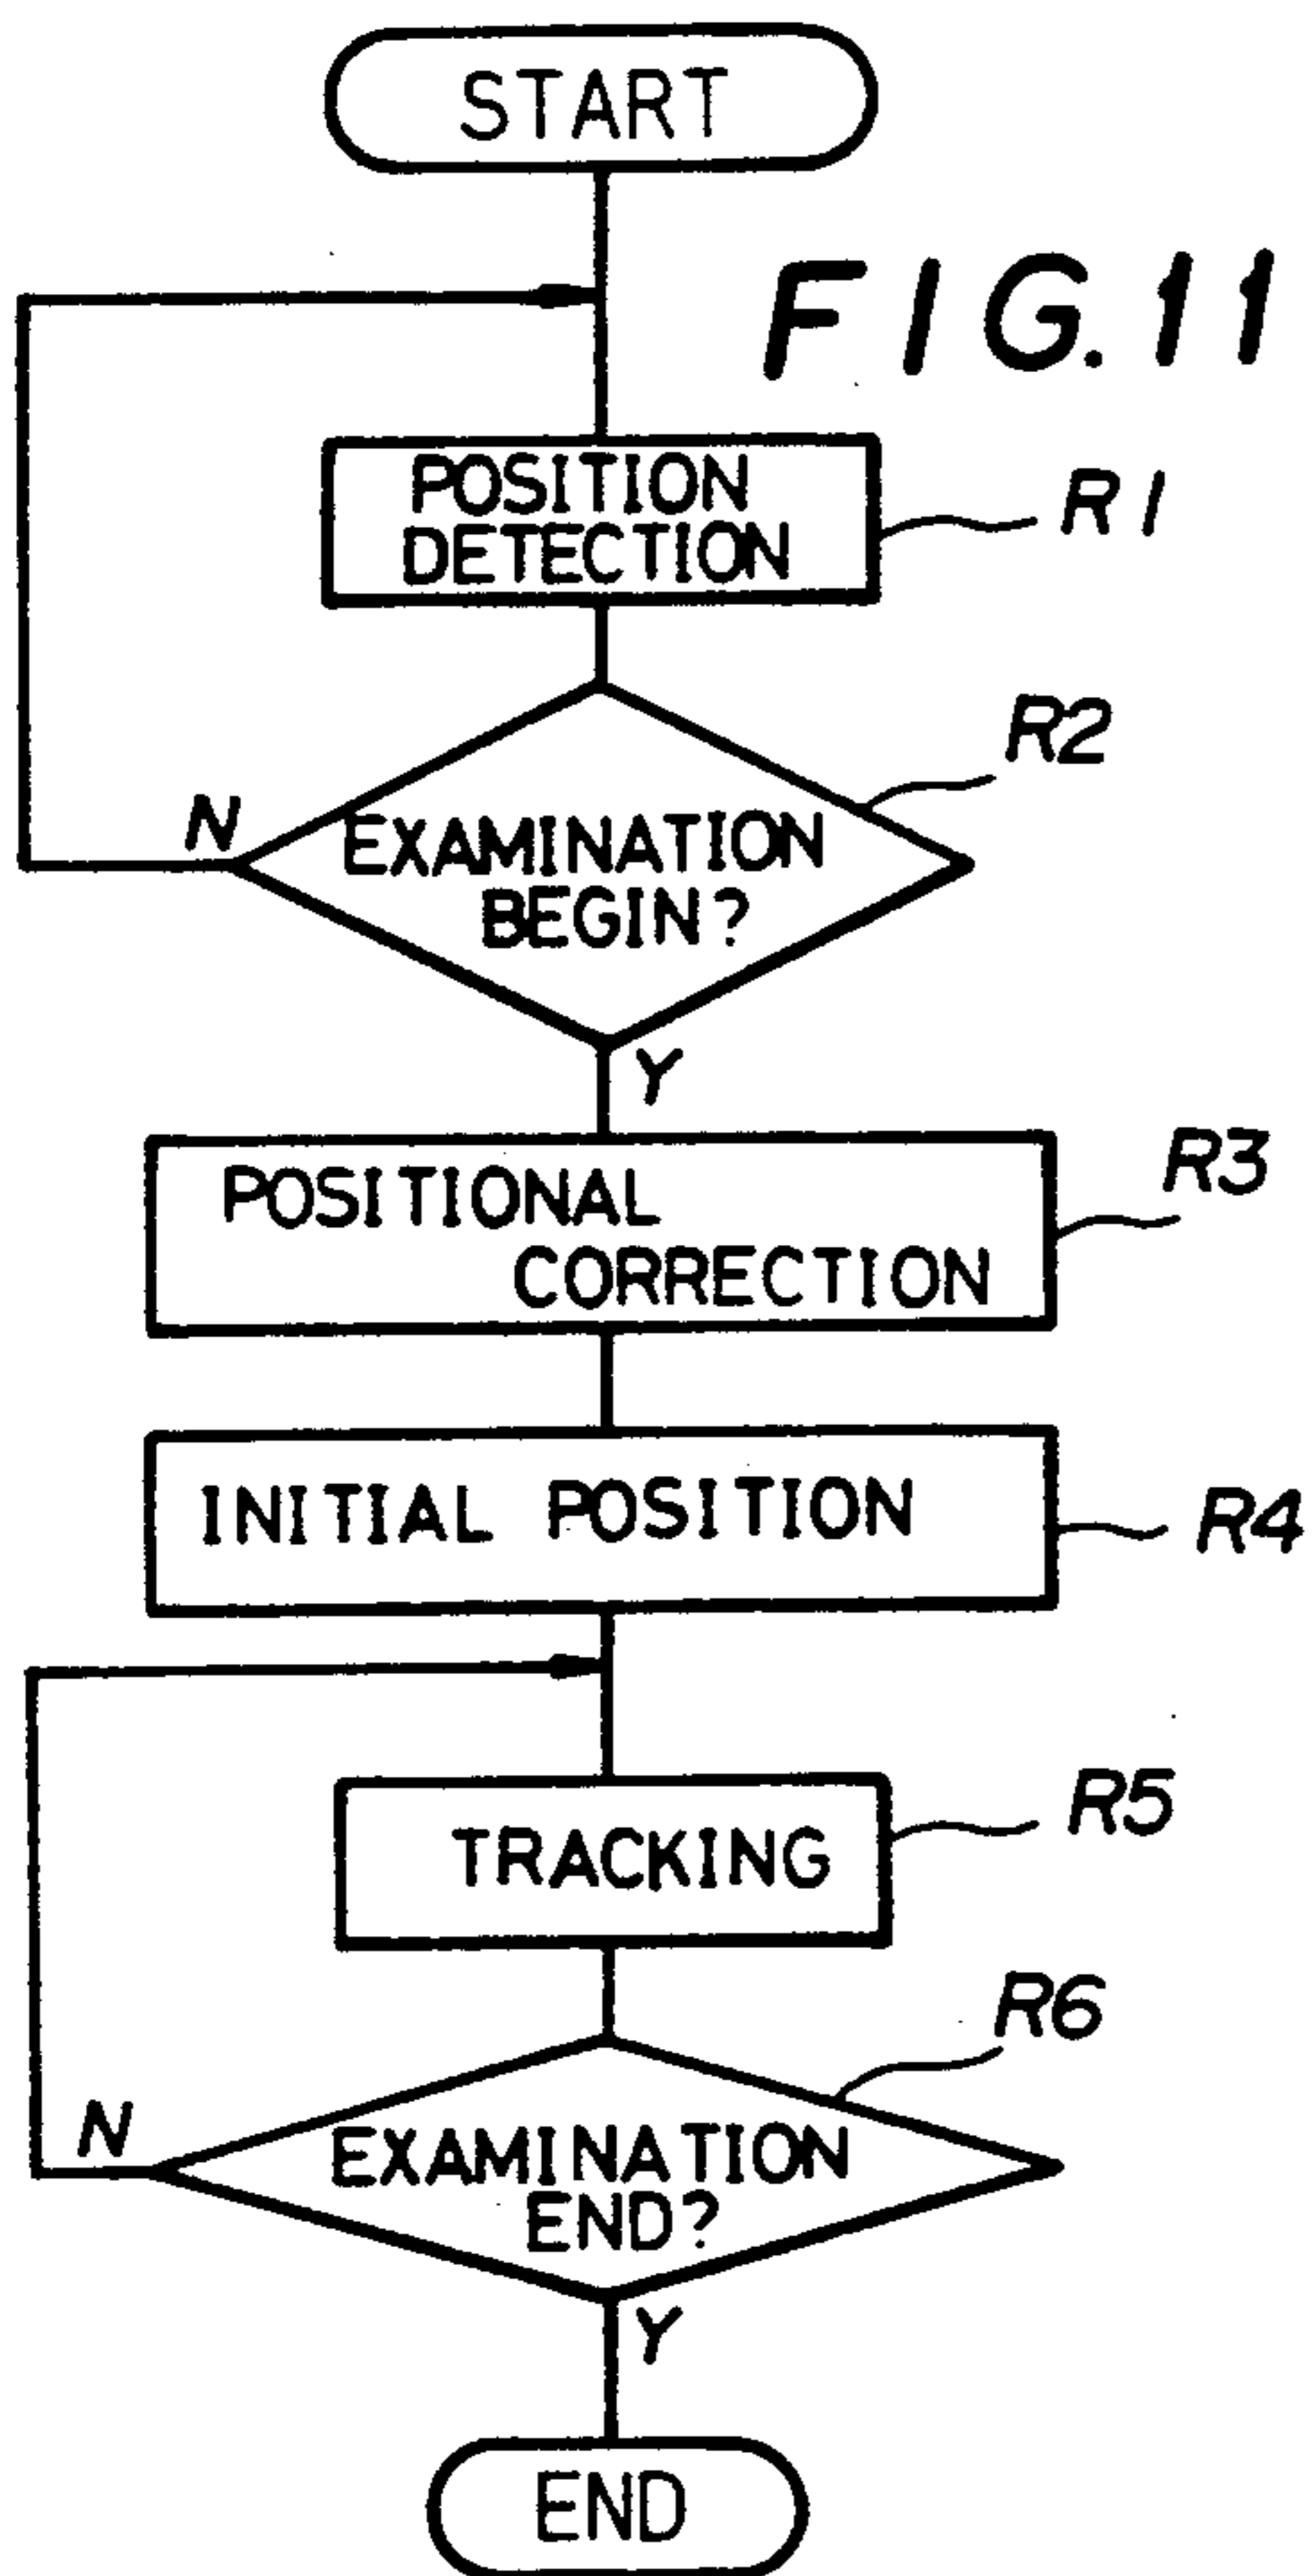 START
FIG. 11
POSITION
DETECTION
R1
R2
N
EXAMINATION
BEGIN?
Y
POSITIONAL
CORRECTION
R3
INITIAL POSITION
R4
TRACKING
R5
R6
N
EXAMINATION
END?
Y
END